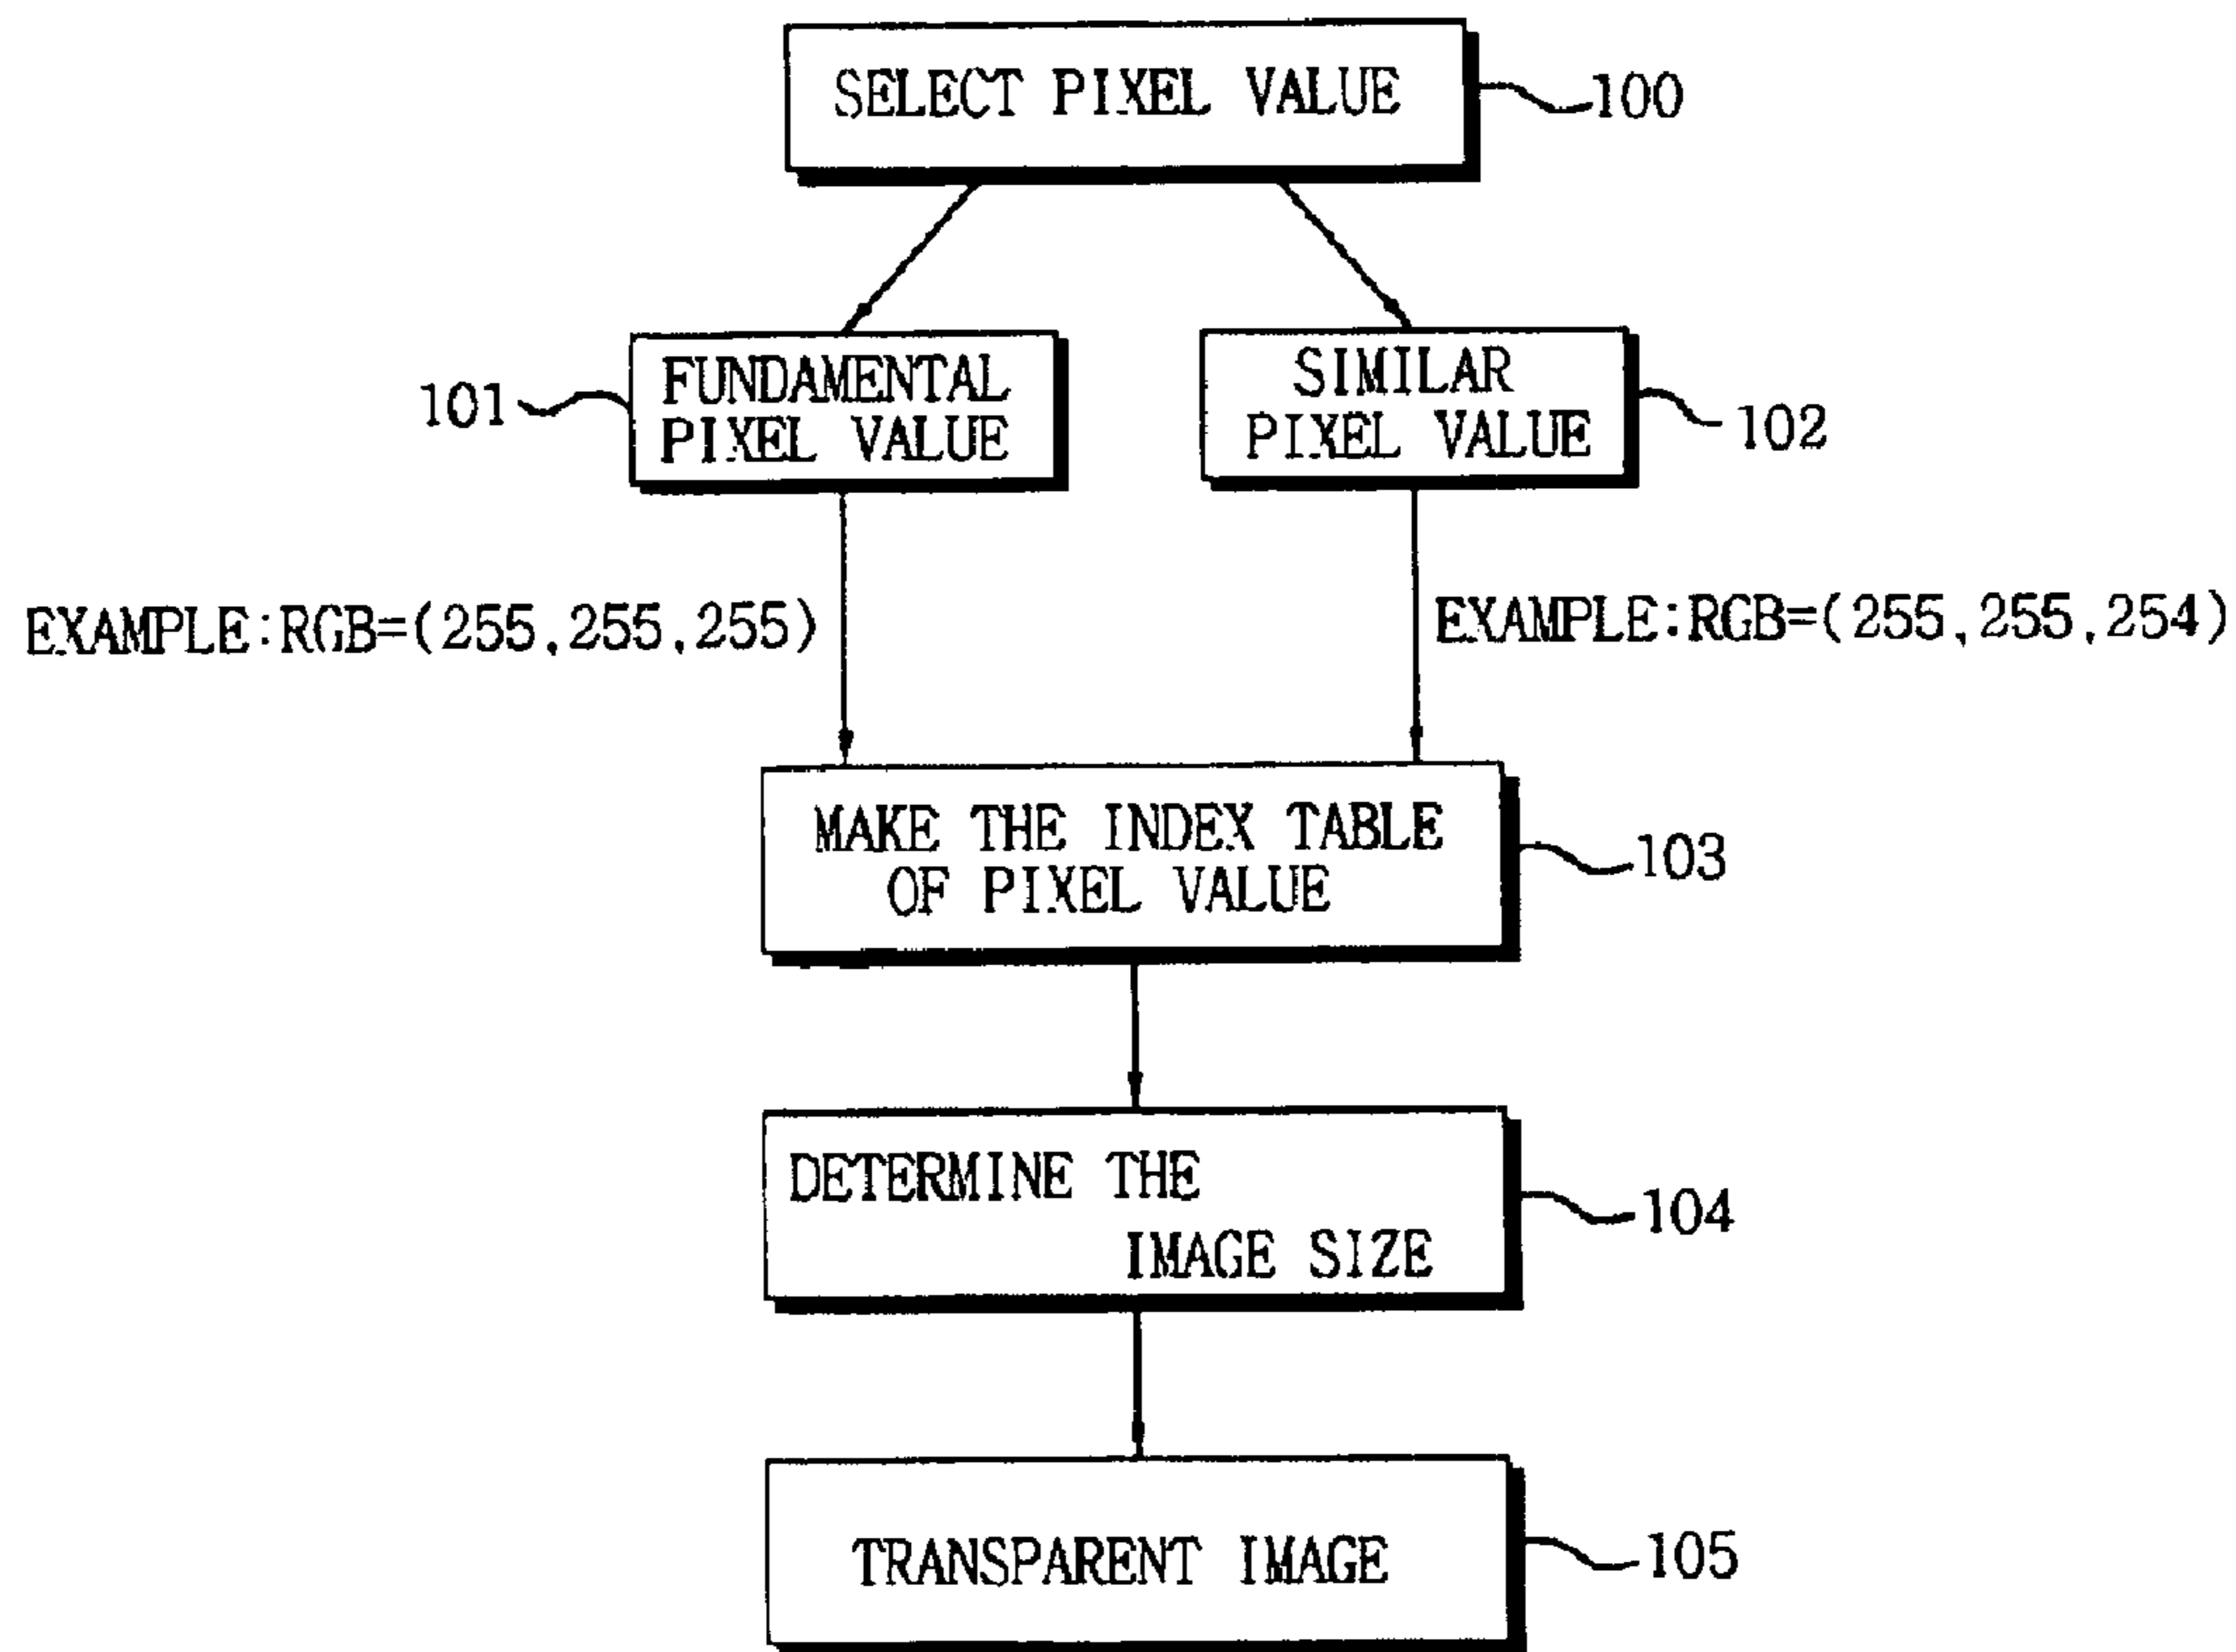 SELECT PIXEL VALUE
100
FUNDAMENTAL
PIXEL VALUE
101
SIMILAR
PIXEL VALUE
102
EXAMPLE:RGB=(255,255,255)
EXAMPLE:RGB=(255,255,254)
MAKE THE INDEX TABLE
OF PIXEL VALUE
103
DETERMINE THE
IMAGE SIZE
104
TRANSPARENT IMAGE
105